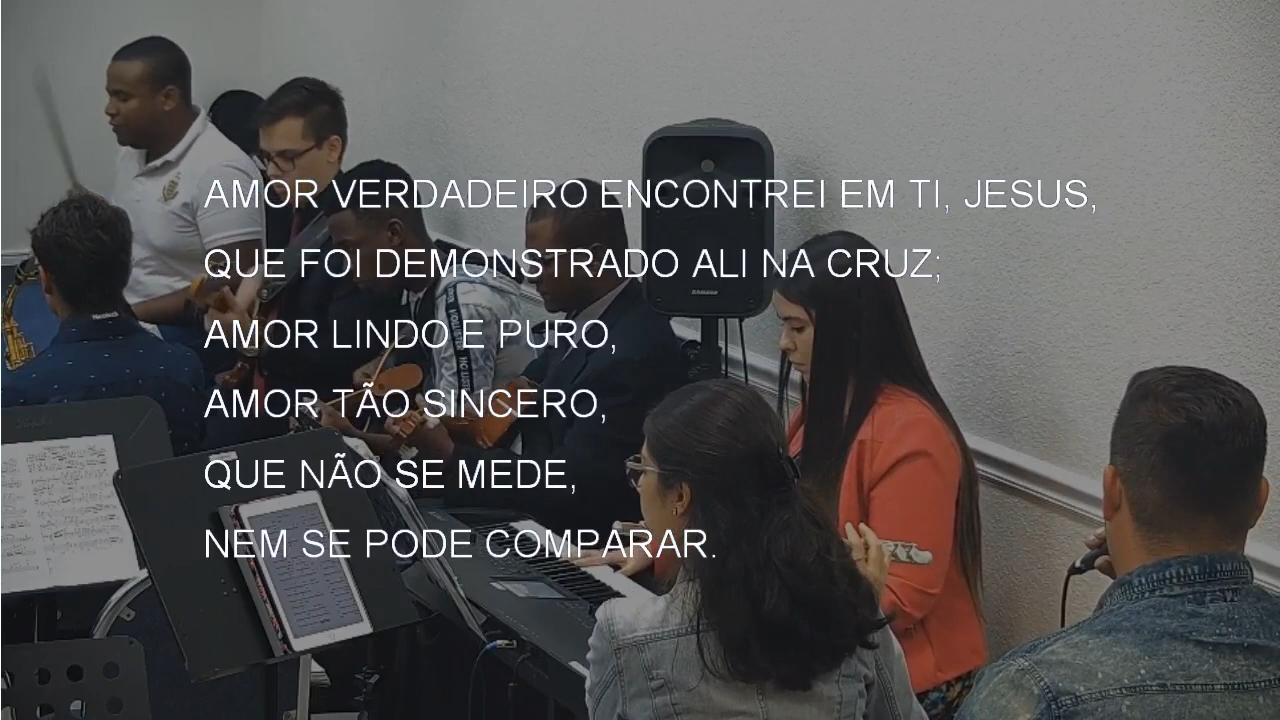 AMOR VERDADEIRO ENCONTREI EM TI, JESUS,
QUE FOI DEMONSTRADO ALI NA CRUZ;
AMOR LINDO E PURO,
AMOR TÃO SINCERO,
QUE NÃO SE MEDE,
NEM SE PODE COMPARAR.